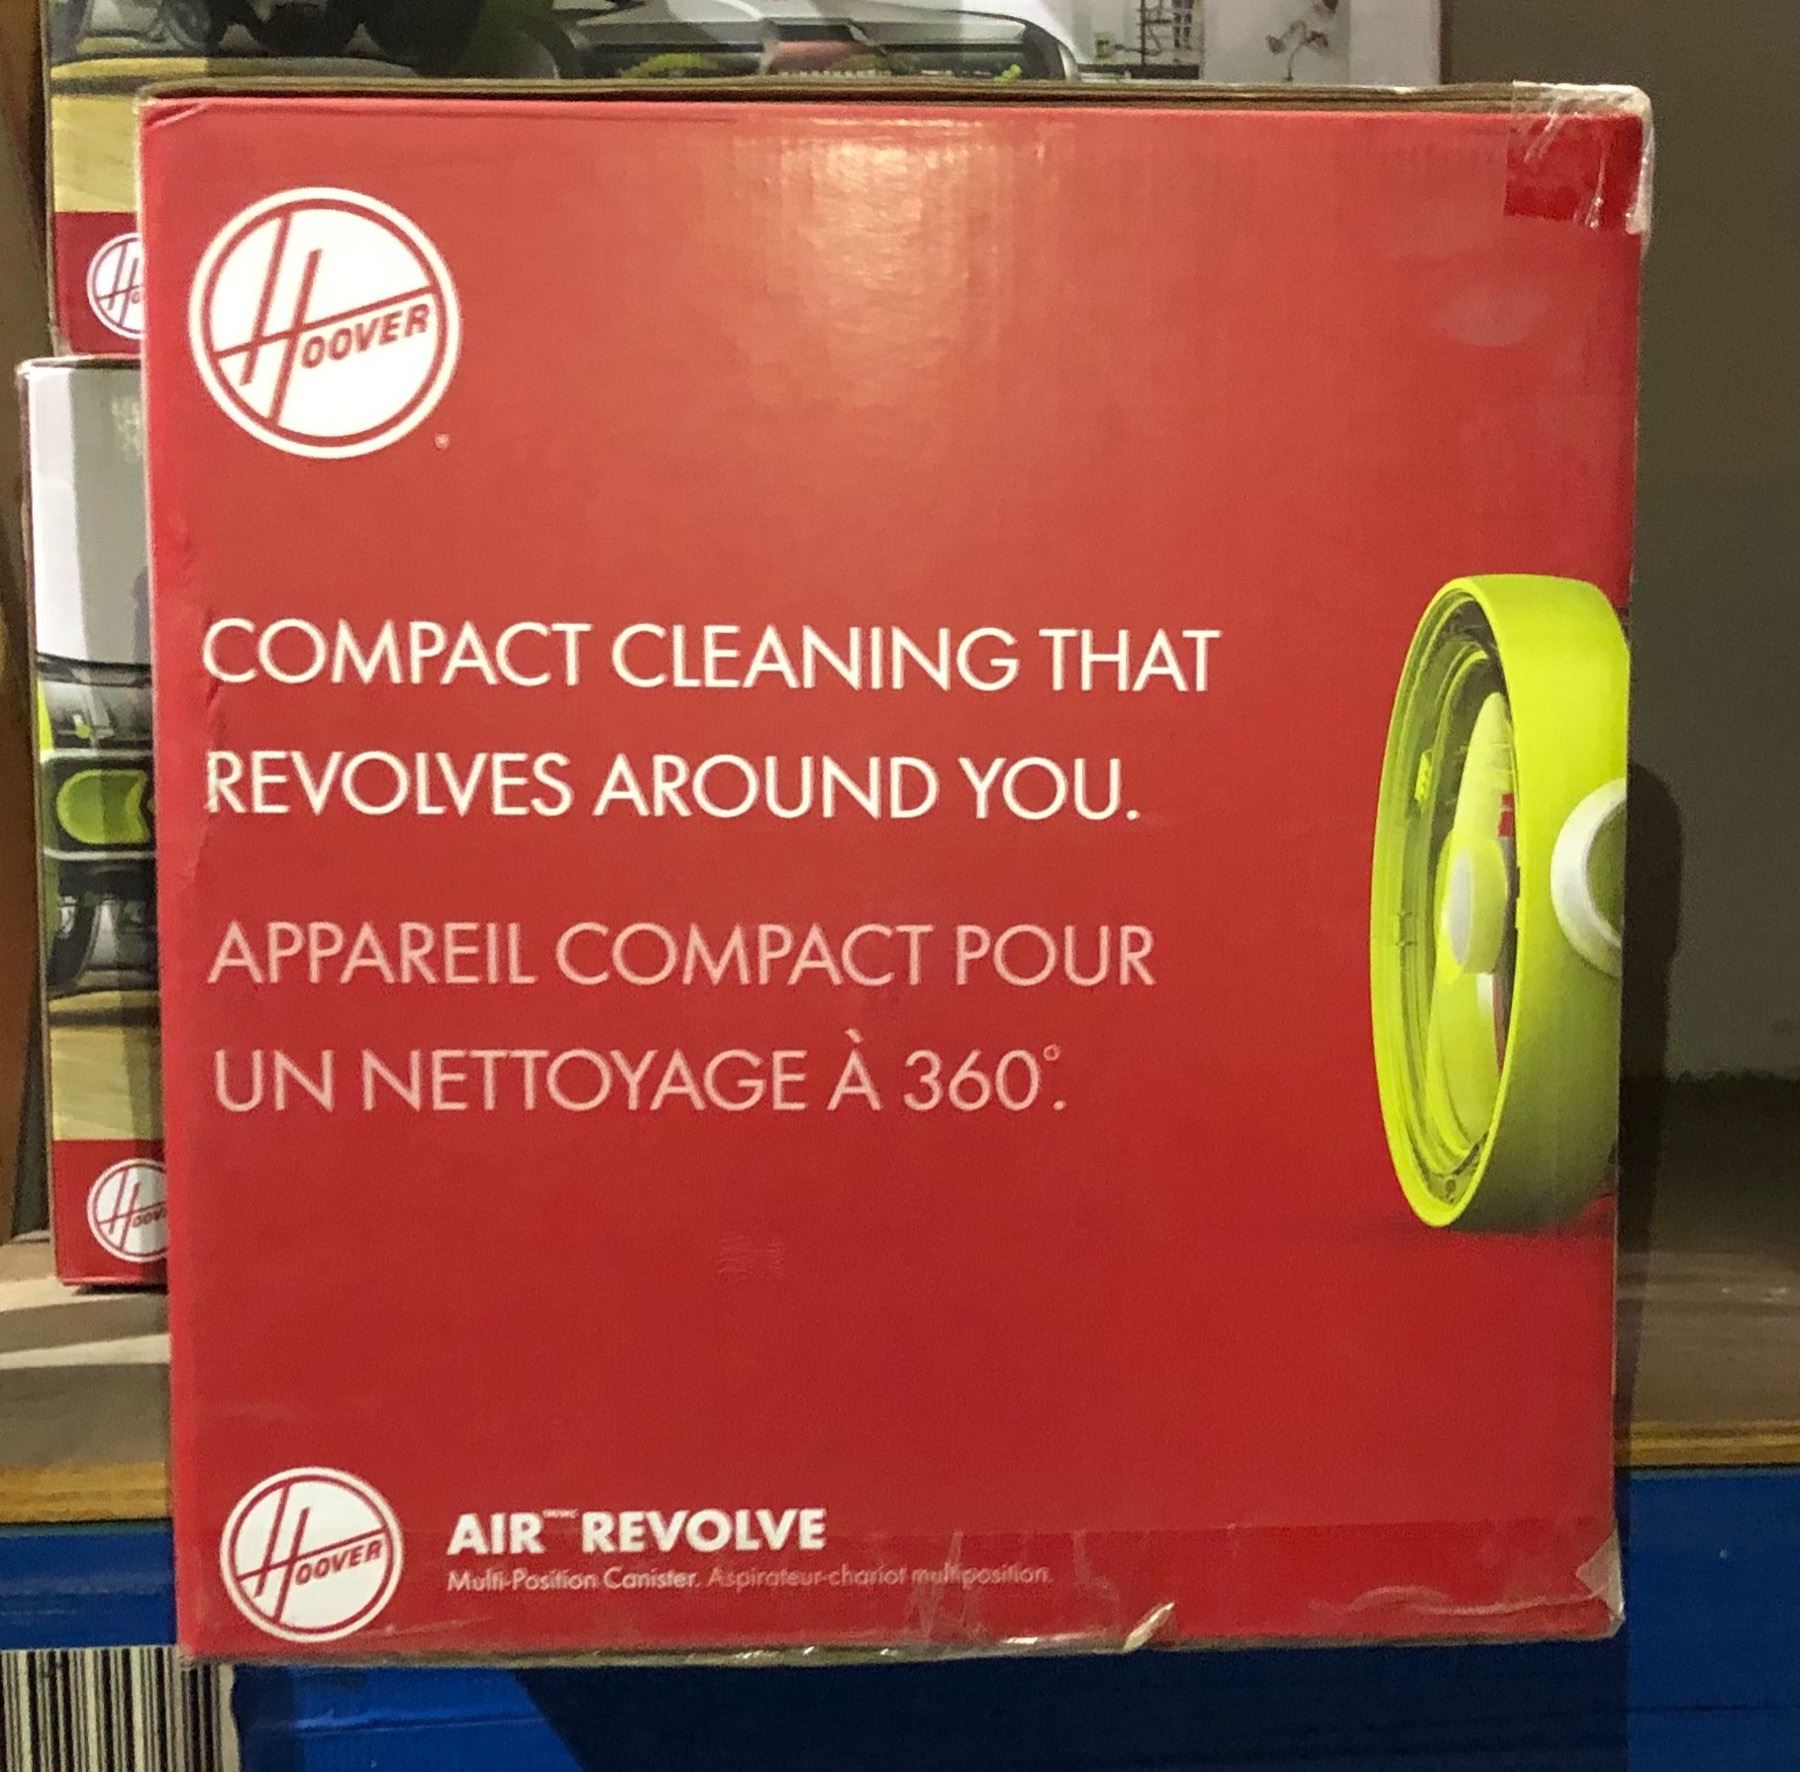 HOOVER
®
COMPACT CLEANING THAT
REVOLVES AROUND YOU.
APPAREIL COMPACT POUR
UN NETTOYAGE À 360°.
HOOVER
AIR REVOLVE
Multi-Position Canister. Aspirateur-chariot multiposition.